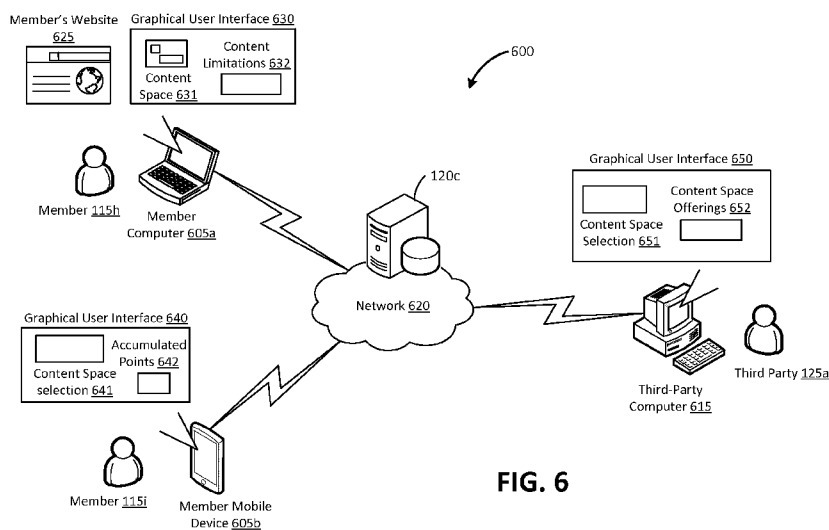 Member's Website
625
Graphical User Interface 630
Content
Limitations 632
Content
Space 631
600
Member 115h
Member
Computer 605a
120c
Graphical User Interface 650
Content Space
Offerings 652
Content Space
Selection 651
Network 620
Graphical User Interface 640
Accumulated
Points 642
Content Space
selection 641
Third Party 125a
Third-Party
Computer 615
Member 115i
Member Mobile
Device 605b
FIG. 6